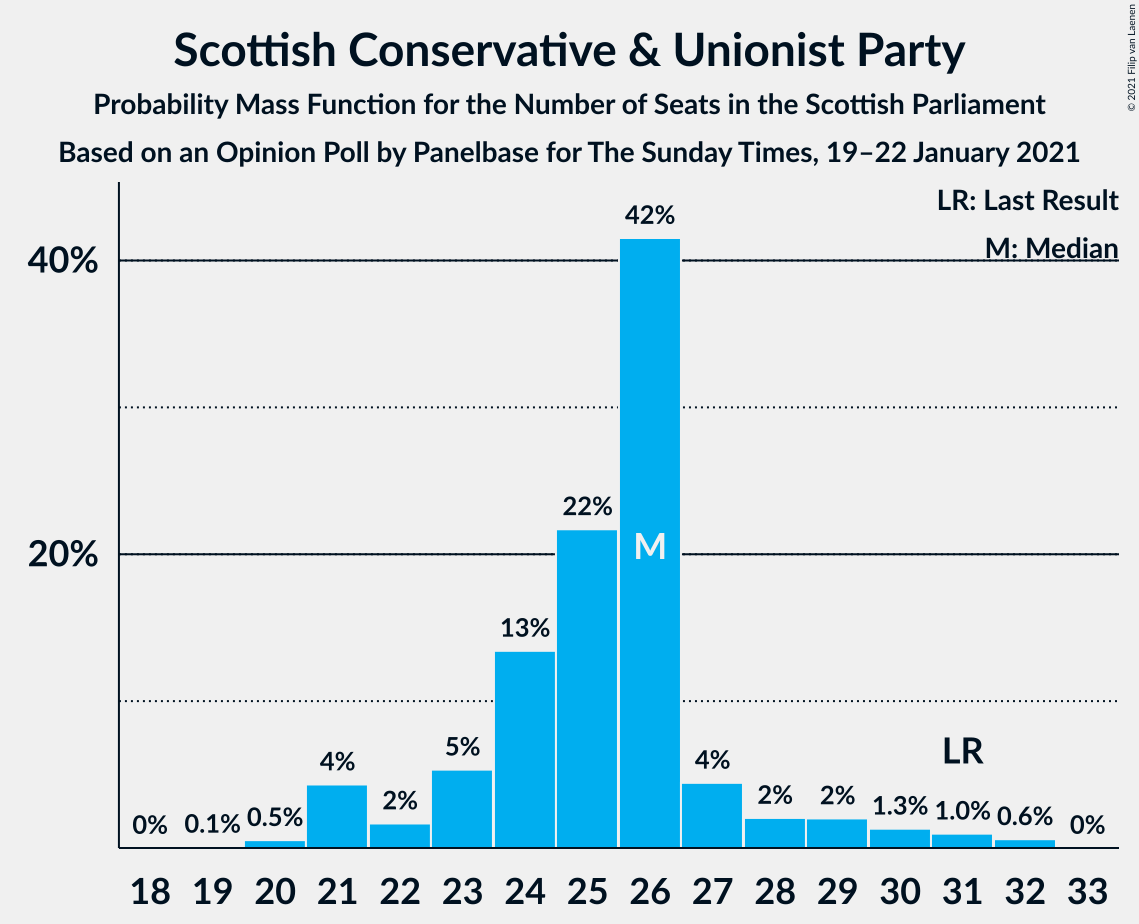 Scottish Conservative & Unionist Party
Probability Mass Function for the Number of Seats in the Scottish Parliament
Based on an Opinion Poll by Panelbase for The Sunday Times, 19–22 January 2021
© 2021 Filip van Laenen
LR: Last Result
M: Median
40%
20%
0% 0.1% 0.5% 4% 2% 5% 13% 22% 42% 4% 2% 2% 1.3% 1.0% 0.6% 0%
M
LR
18 19 20 21 22 23 24 25 26 27 28 29 30 31 32 33